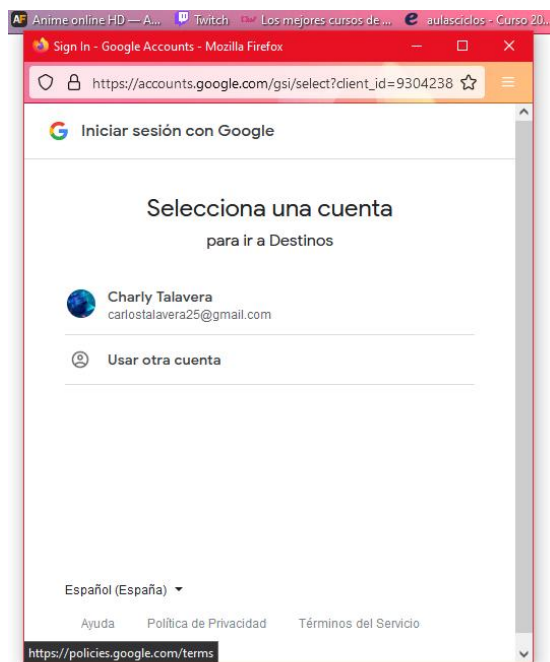 AF Anime online HD — A... Twitch Los mejores cursos de ... e aulasciclos - Curso 20...
Sign In - Google Accounts - Mozilla Firefox
https://accounts.google.com/gsi/select?client_id=9304238
G Iniciar sesión con Google
Selecciona una cuenta
para ir a Destinos
Charly Talavera
carlostalavera25@gmail.com
Usar otra cuenta
Español (España)
Ayuda Política de Privacidad Términos del Servicio
https://policies.google.com/terms